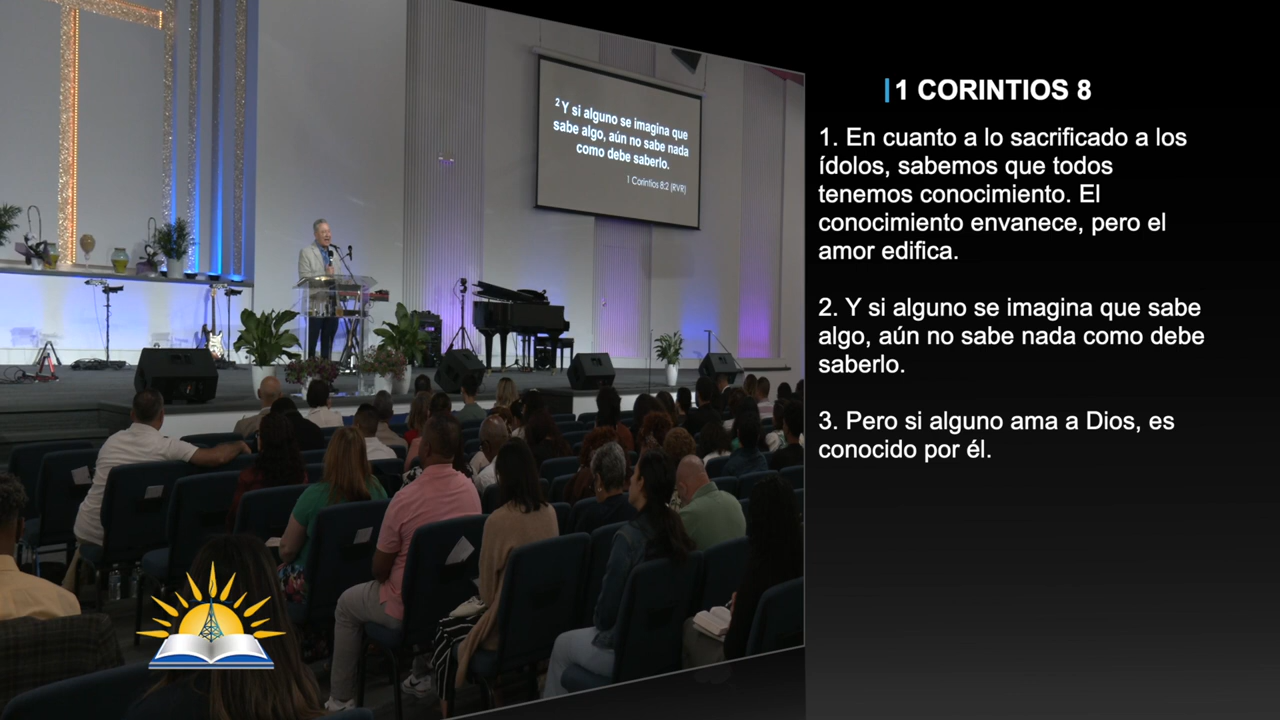 2 Y si alguno se imagina que
sabe algo, aún no sabe nada
como debe saberlo.
1 Corintios 8:2 (RVR)
1 CORINTIOS 8
1. En cuanto a lo sacrificado a los
ídolos, sabemos que todos
tenemos conocimiento. El
conocimiento envanece, pero el
amor edifica.
2. Y si alguno se imagina que sabe
algo, aún no sabe nada como debe
saberlo.
3. Pero si alguno ama a Dios, es
conocido por él.